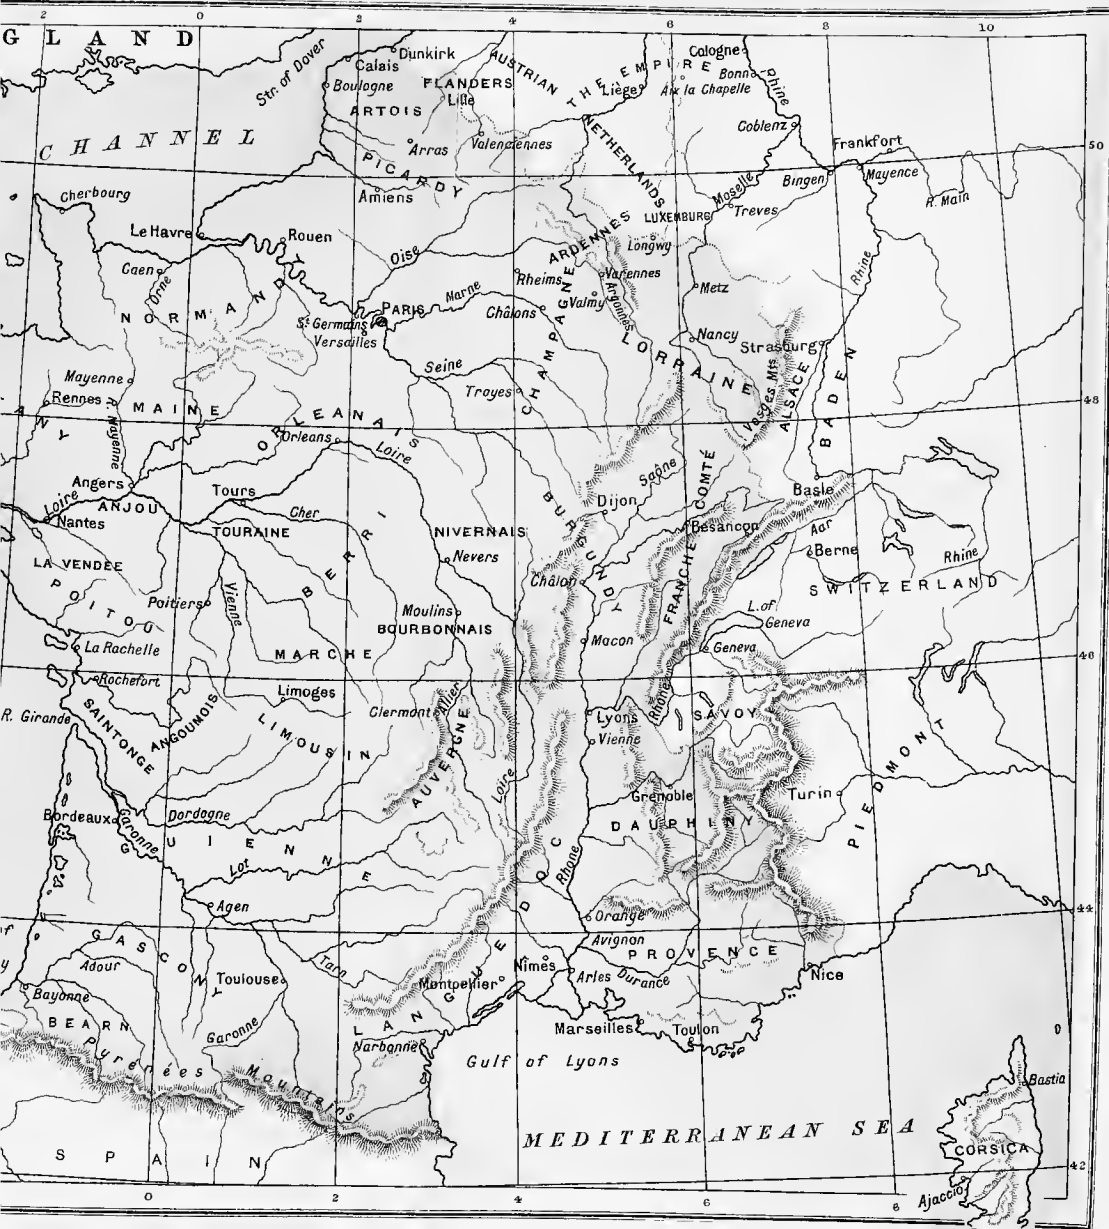 2 0 2 4 6 8 10
GLAND
Str. of Dover
Dunkirk
Calais
Boulogne
FLANDERS
Lille
ARTOIS
AUSTRIAN
NETHERLANDS
THE EMPIRE
Cologne
Bonn
Rhine
Liège
Aix la Chapelle
Coblenz
CHANNEL
Arras
Valenciennes
PICARDY
Amiens
Frankfort
50
Bingen
Mayence
R. Main
Moselle
Treves
LUXEMBURG
Cherbourg
Le Havre
Rouen
Oise
ARDENNES
Longwy
Caen
Orne
Rheims
Varennes
Rhine
Metz
NORMANDY
PARIS
Marne
Châlons
Valmy
Argonnes
St. Germains
Versailles
CHAMPAGNE
LORRAINE
Nancy
Strasburg
Seine
Troyes
Vosges Mts.
ALSACE
BADEN
Mayenne
Rennes
R. Mayenne
MAINE
48
ANY
ORLEANAIS
Orleans
Loire
Angers
Loire
Nantes
ANJOU
Tours
Cher
TOURAINE
BERRI
NIVERNAIS
Nevers
BURGUNDY
Dijon
Saône
FRANCHE COMTÉ
Besançon
Basle
Aar
Berne
Rhine
SWITZERLAND
LA VENDÉE
POITOU
Poitiers
Vienne
Châlon
Moulins
BOURBONNAIS
L. of Geneva
Macon
Geneva
La Rachelle
MARCHE
46
Rochefort
Limoges
Clermont
Allier
Rhone
R. Girande
SAINTONGE
ANGOUMOIS
LIMOUSIN
AUVERGNE
Lyons
Vienne
SAVOY
PIEDMONT
Loire
Grenoble
Turin
Bordeaux
Garonne
Dordogne
DAUPHINY
GUIENNE
Lot
Rhone
Agen
Orange
44
GASCONY
Adour
Tarn
Avignon
PROVENCE
Toulouse
Nîmes
Montpellier
Arles
Durance
Nice
Bayonne
BEARN
Garonne
LANGUEDOC
Marseilles
Toulon
Narbonne
Pyrénées Mountains
Gulf of Lyons
Bastia
MEDITERRANEAN SEA
CORSICA
SPAIN
42
Ajaccio
0 2 4 6 8